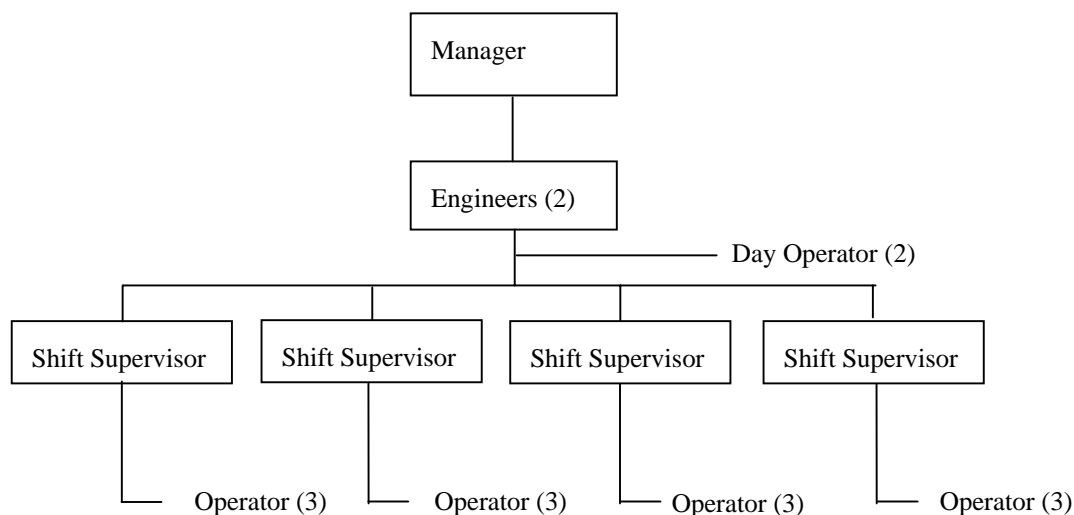 Manager
Engineers (2)
Day Operator (2)
Shift Supervisor
Shift Supervisor
Shift Supervisor
Shift Supervisor
Operator (3)
Operator (3)
Operator (3)
Operator (3)